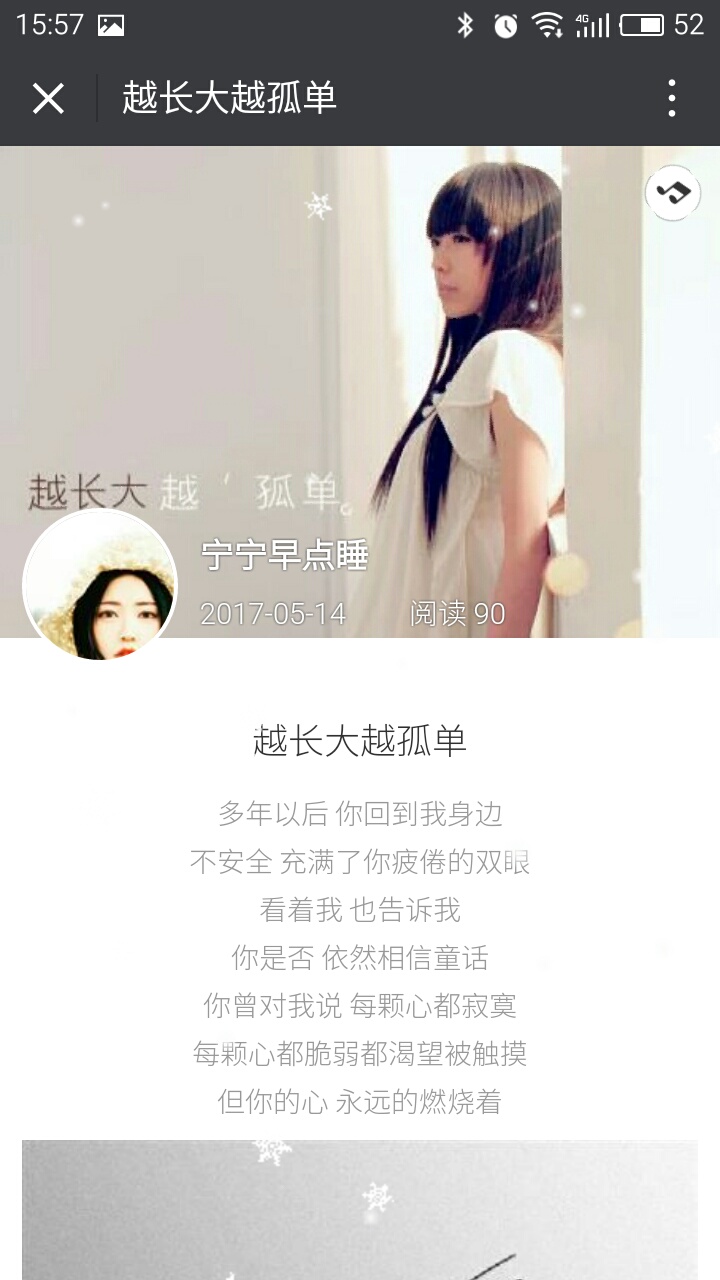 15:57
4G
52
越长大越孤单
越长大越'孤单。
宁宁早点睡
2017-05-14 阅读 90
越长大越孤单
多年以后 你回到我身边
不安全 充满了你疲倦的双眼
看着我 也告诉我
你是否 依然相信童话
你曾对我说 每颗心都寂寞
每颗心都脆弱都渴望被触摸
但你的心 永远的燃烧着